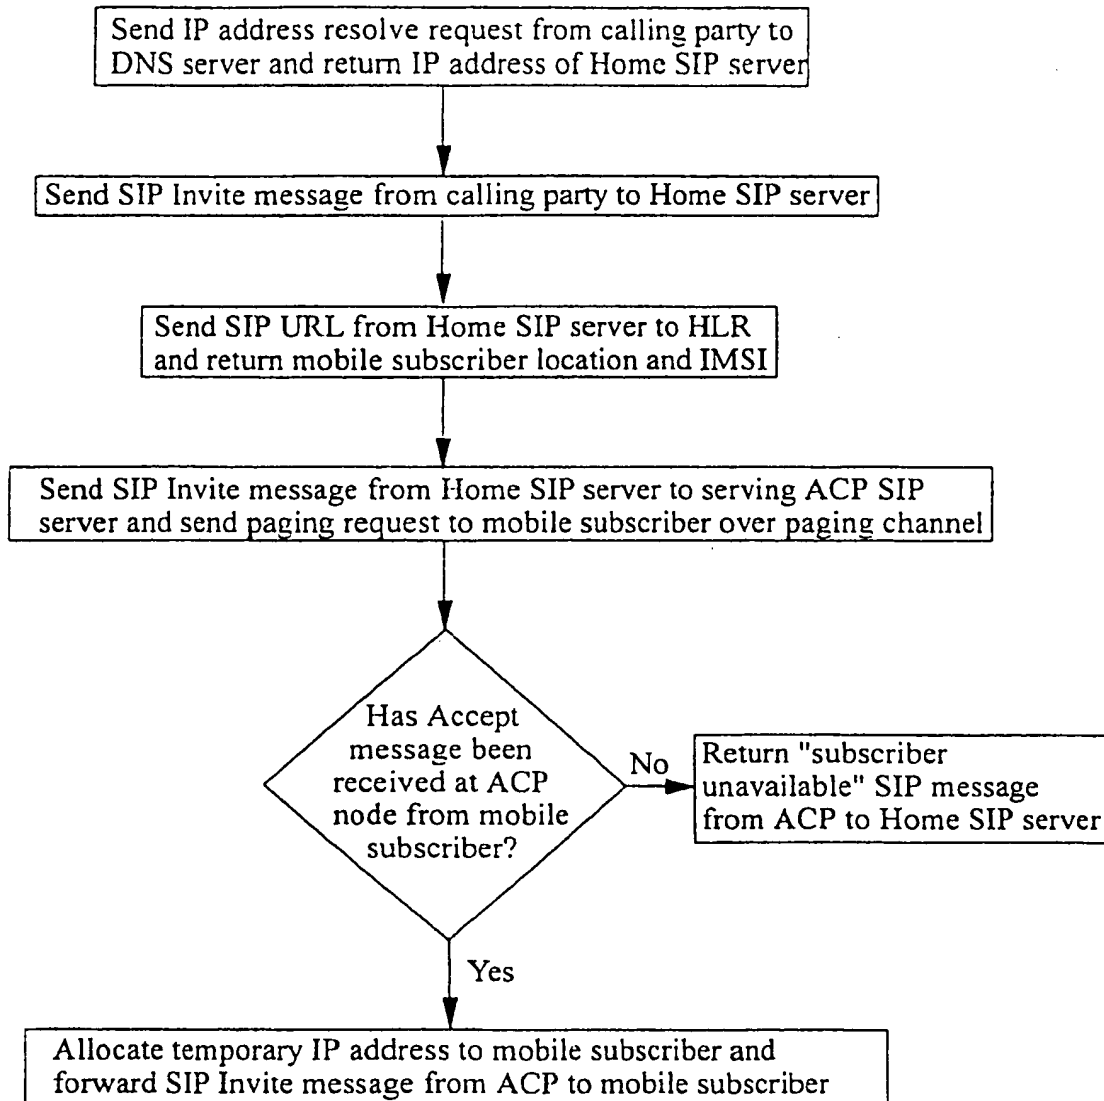 Send IP address resolve request from calling party to
DNS server and return IP address of Home SIP server
Send SIP Invite message from calling party to Home SIP server
Send SIP URL from Home SIP server to HLR
and return mobile subscriber location and IMSI
Send SIP Invite message from Home SIP server to serving ACP SIP
server and send paging request to mobile subscriber over paging channel
Has Accept
message been
received at ACP
node from mobile
subscriber?
No
Return "subscriber
unavailable" SIP message
from ACP to Home SIP server
Yes
Allocate temporary IP address to mobile subscriber and
forward SIP Invite message from ACP to mobile subscriber